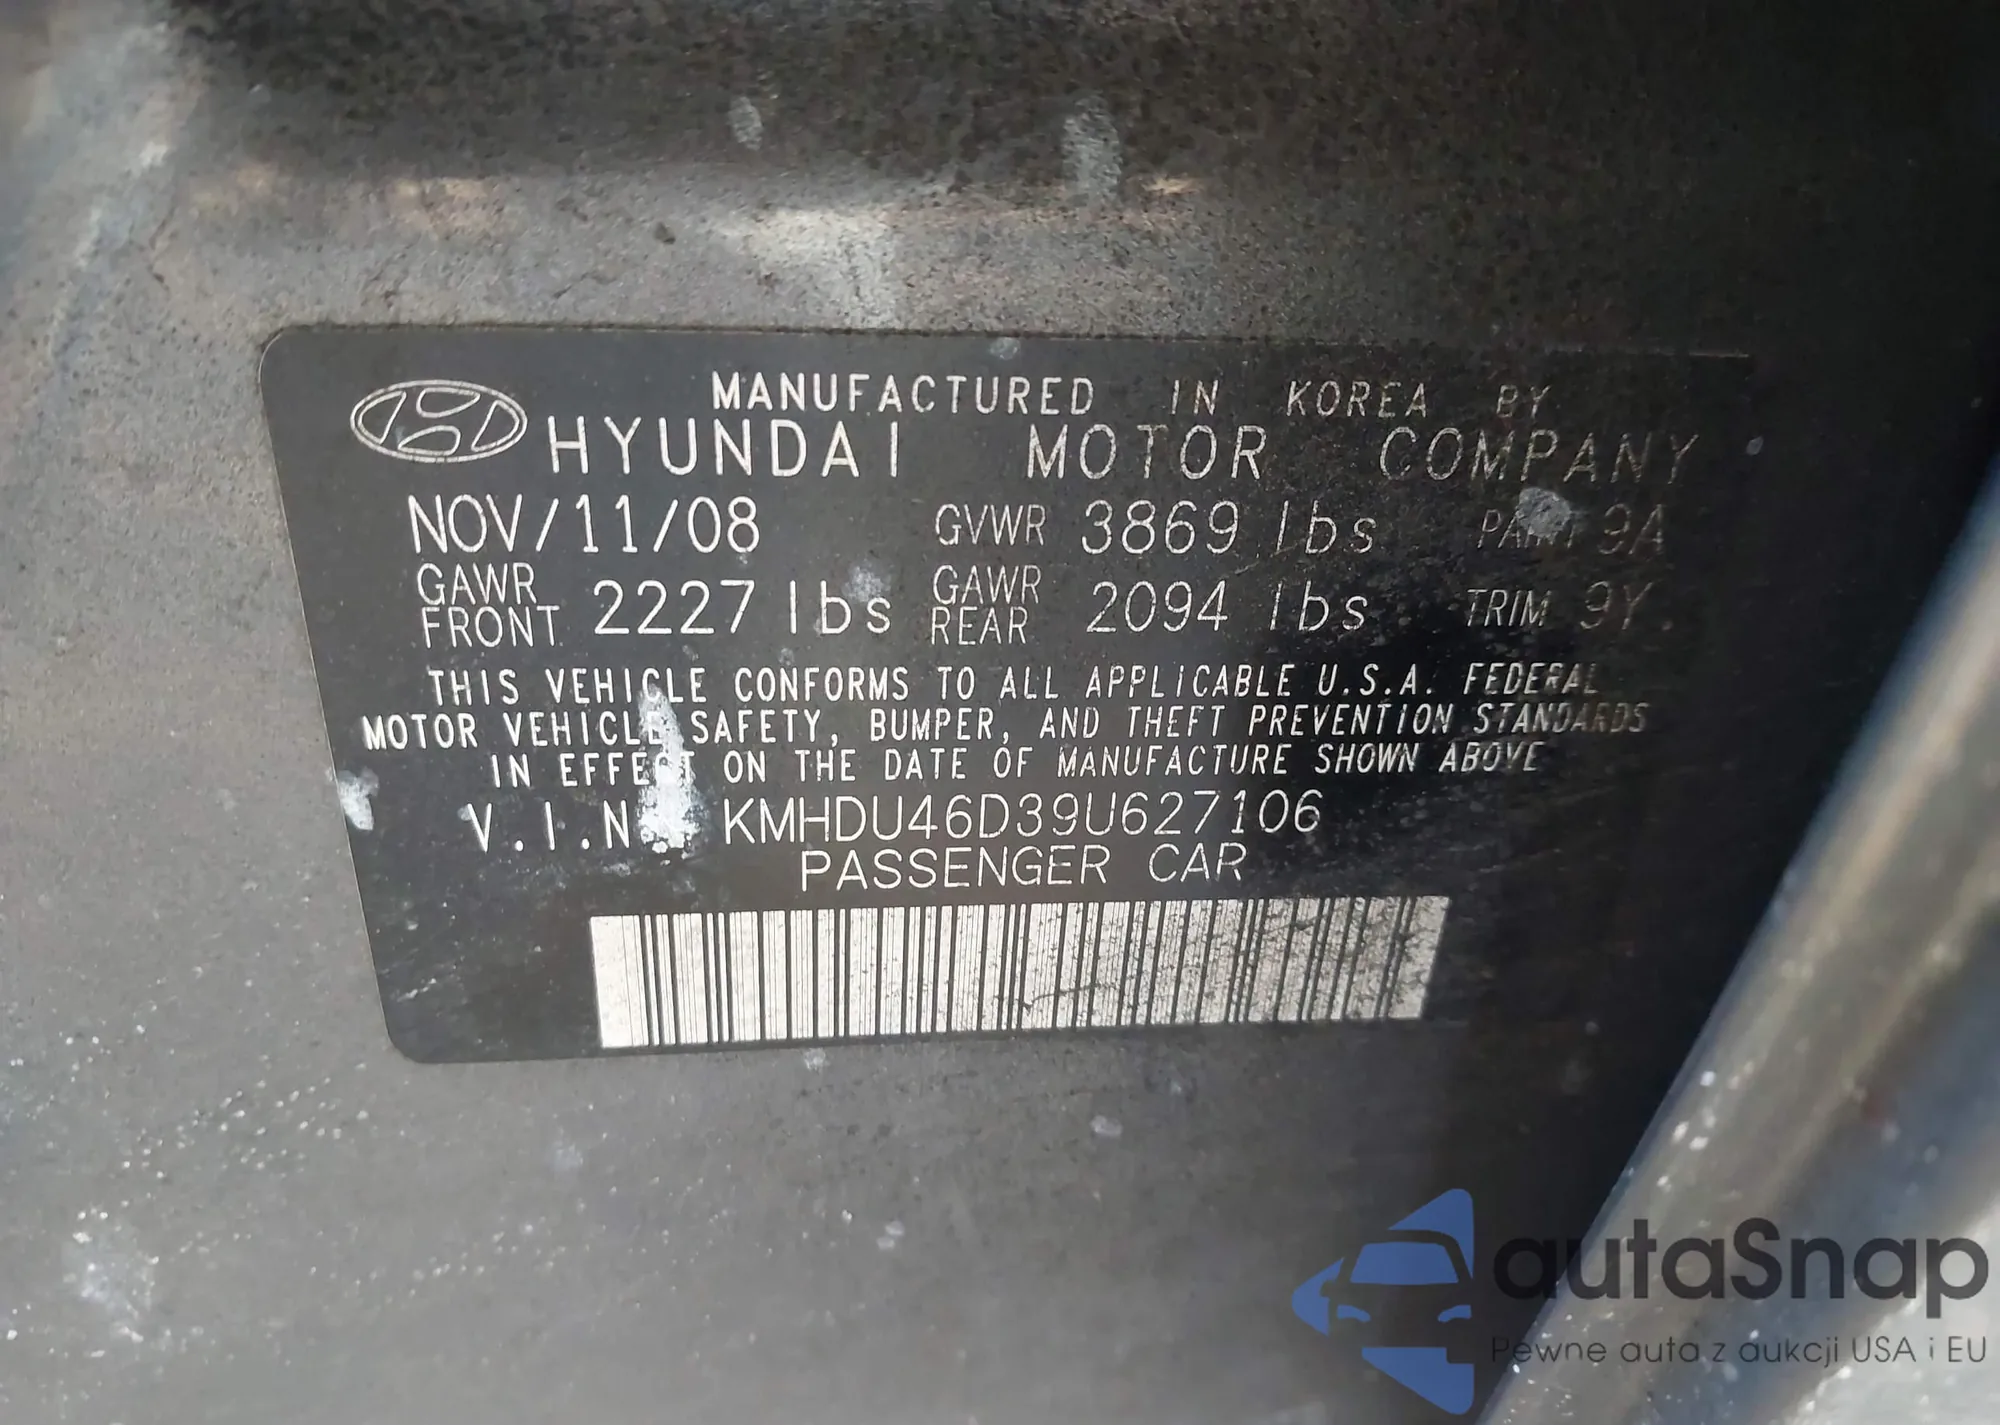 MANUFACTURED IN KOREA BY
HYUNDAI MOTOR COMPANY
NOV/11/08 GVWR 3869 lbs 9A
GAWR FRONT 2227 lbs GAWR REAR 2094 lbs TRIM 9Y
THIS VEHICLE CONFORMS TO ALL APPLICABLE U.S.A. FEDERAL
MOTOR VEHICLE SAFETY, BUMPER, AND THEFT PREVENTION STANDARDS
IN EFFECT ON THE DATE OF MANUFACTURE SHOWN ABOVE
V.I.N KMHDU46D39U627106
PASSENGER CAR
autaSnap
Pewne auta z aukcji USA i EU